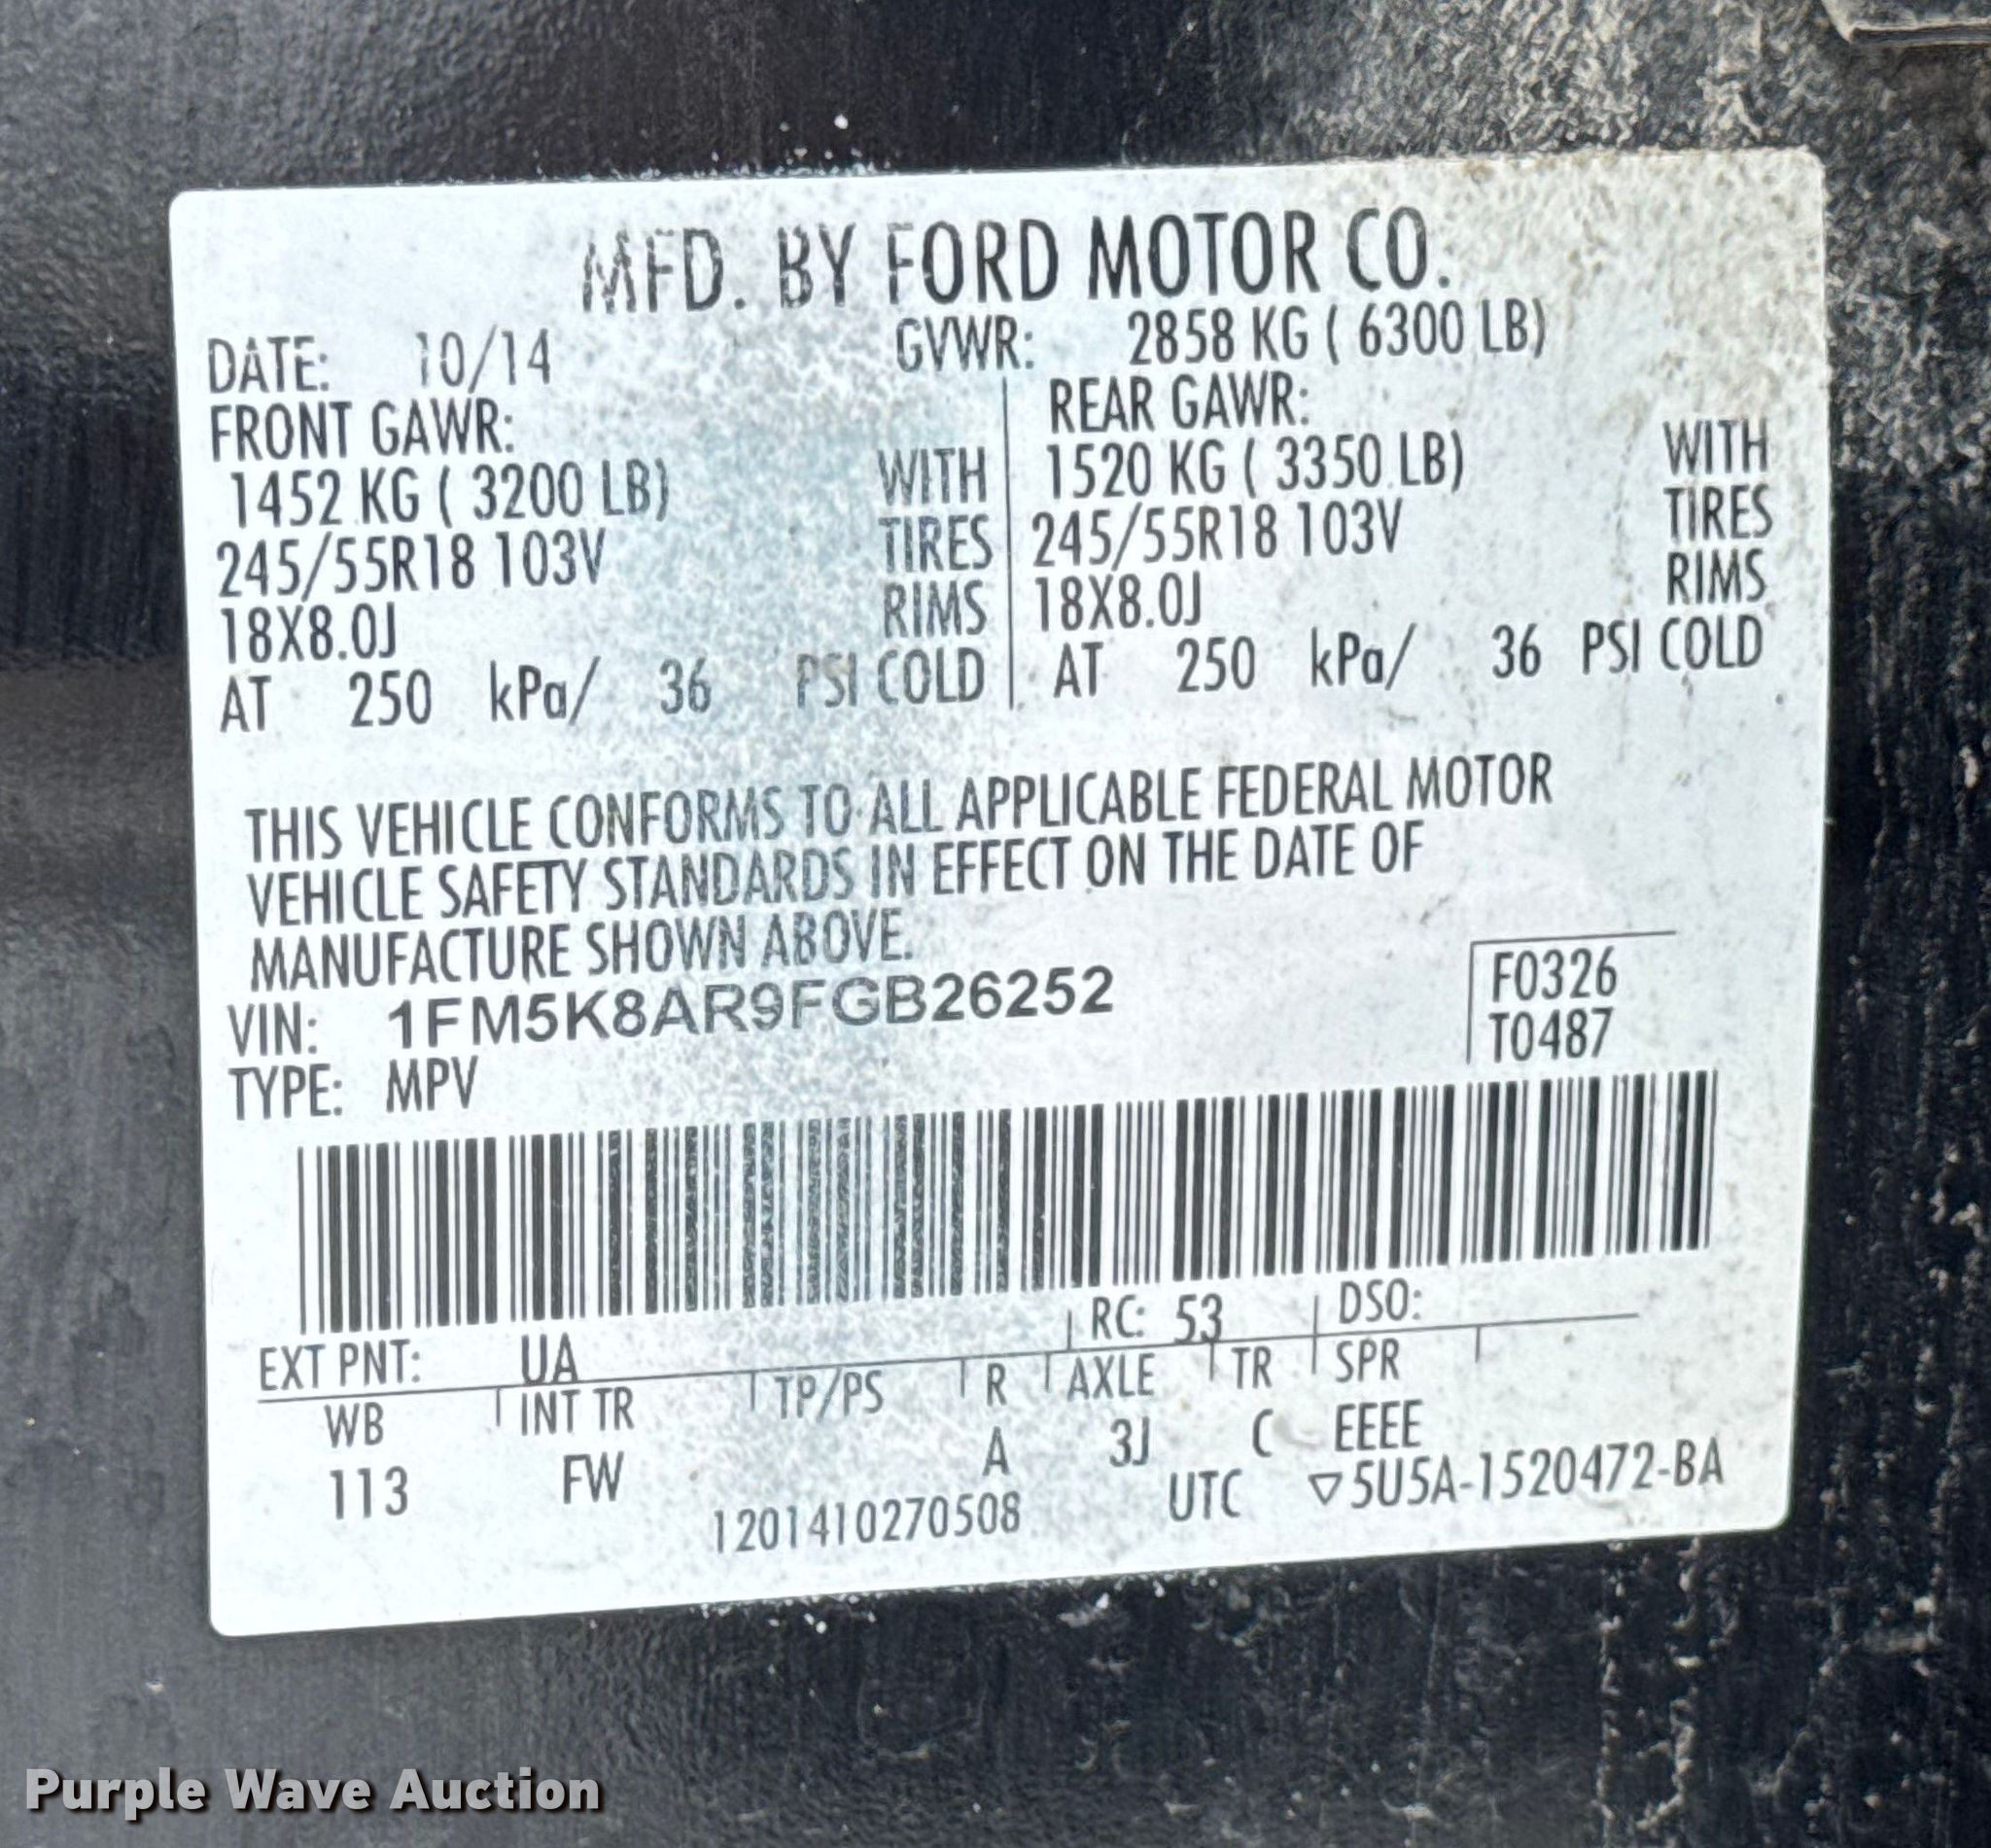 MFD. BY FORD MOTOR CO.
DATE: 10/14 GVWR: 2858 KG ( 6300 LB)
FRONT GAWR: REAR GAWR:
1452 KG ( 3200 LB) WITH 1520 KG ( 3350 LB) WITH
245/55R18 103V TIRES 245/55R18 103V TIRES
18X8.0J RIMS 18X8.0J RIMS
AT 250 kPa/ 36 PSI COLD AT 250 kPa/ 36 PSI COLD
THIS VEHICLE CONFORMS TO ALL APPLICABLE FEDERAL MOTOR
VEHICLE SAFETY STANDARDS IN EFFECT ON THE DATE OF
MANUFACTURE SHOWN ABOVE.
VIN: 1FM5K8AR9FGB26252 F0326
TYPE: MPV T0487
EXT PNT: UA RC: 53 DSO:
WB INT TR TP/PS R AXLE TR SPR
113 FW A 3J C EEEE
1201410270508 UTC ▽5U5A-1520472-BA
Purple Wave Auction